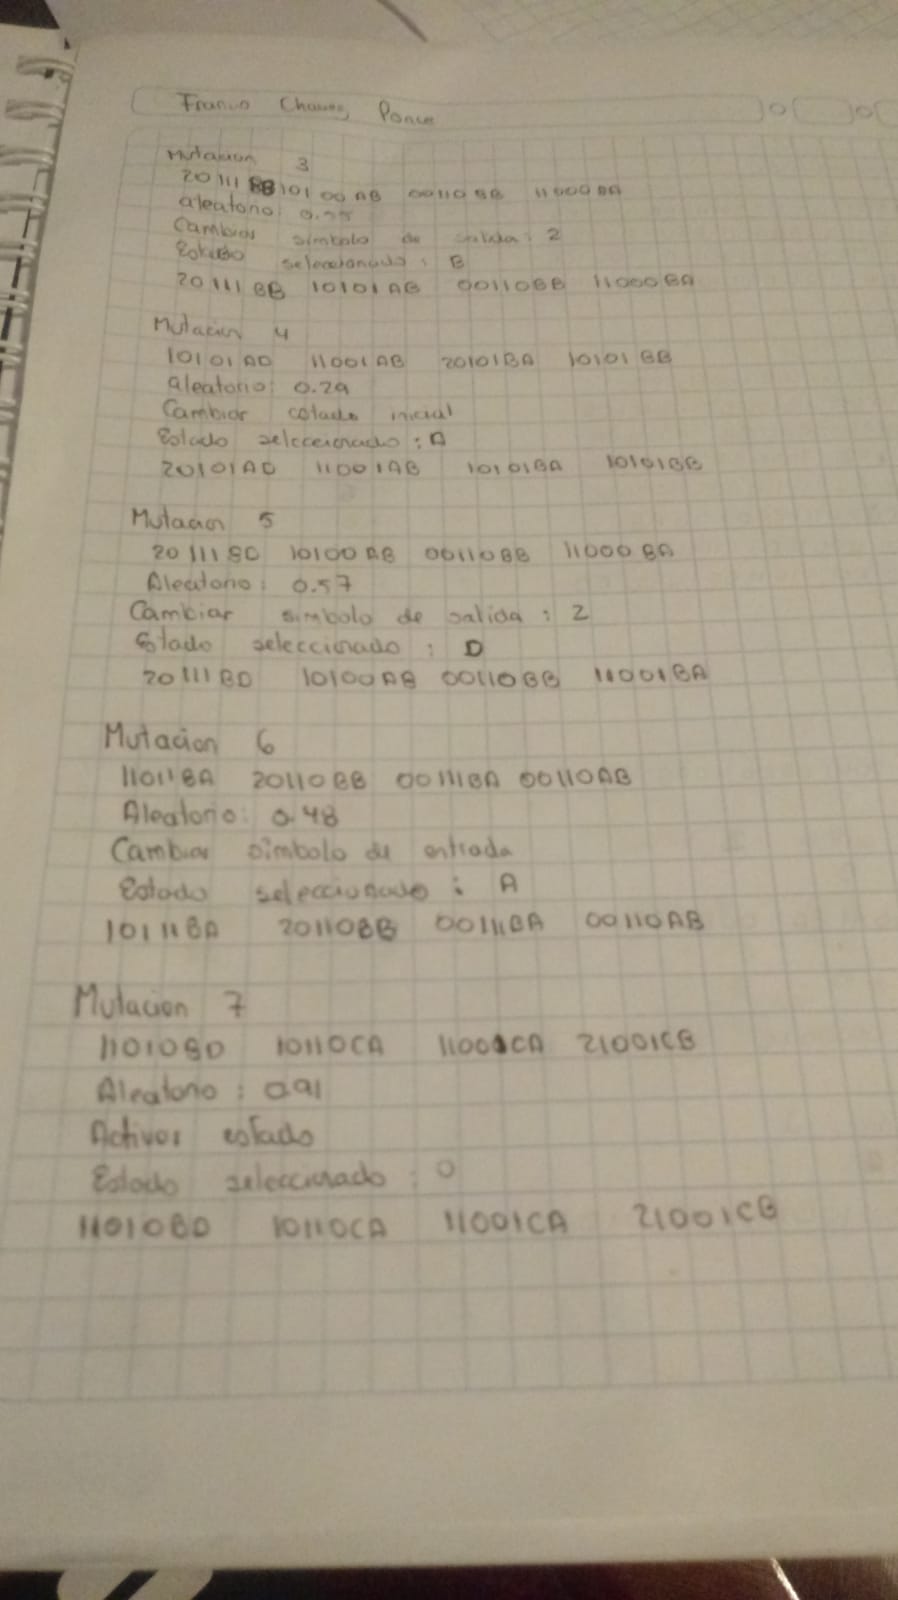 Franco Chavez Ponce
Mutacion 3
20111BB 10100AB 00110BB 11000BA
aleatorio:
Cambiar simbolo de salida: 2
Estado seleccionado: B
20111BB 10101AB 00110BB 11000BA
Mutacion 4
10101AD 11001AB 20101BA 10101BB
Aleatorio: 0.29
Cambiar estado inicial
Estado seleccionado: A
20101AD 11001AB 10101BA 10101BB
Mutacion 5
20111BD 10100AB 00110BB 11000BA
Aleatorio: 0.57
Cambiar simbolo de salida: 2
Estado seleccionado: D
20111BD 10100AB 00110BB 11001BA
Mutacion 6
11011BA 20110BB 00111BA 00110AB
Aleatorio: 0.48
Cambiar simbolo de entrada
Estado seleccionado: A
10111BA 20110BB 00111BA 00110AB
Mutacion 7
11010BD 10110CA 11001CA 21001CB
Aleatorio: 0.91
Activar estado
Estado seleccionado: 0
11010BD 10110CA 11001CA 21001CB